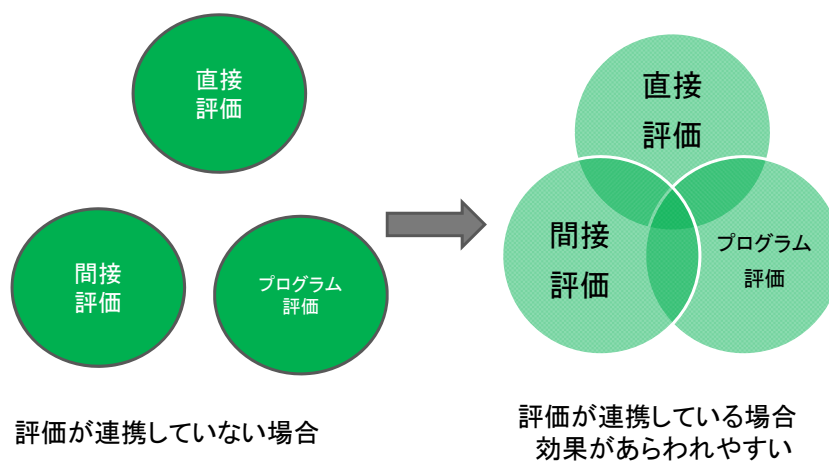 直接
評価
間接
評価
プログラム
評価
評価が連携していない場合
直接
評価
間接
評価
プログラム
評価
評価が連携している場合
効果があらわれやすい